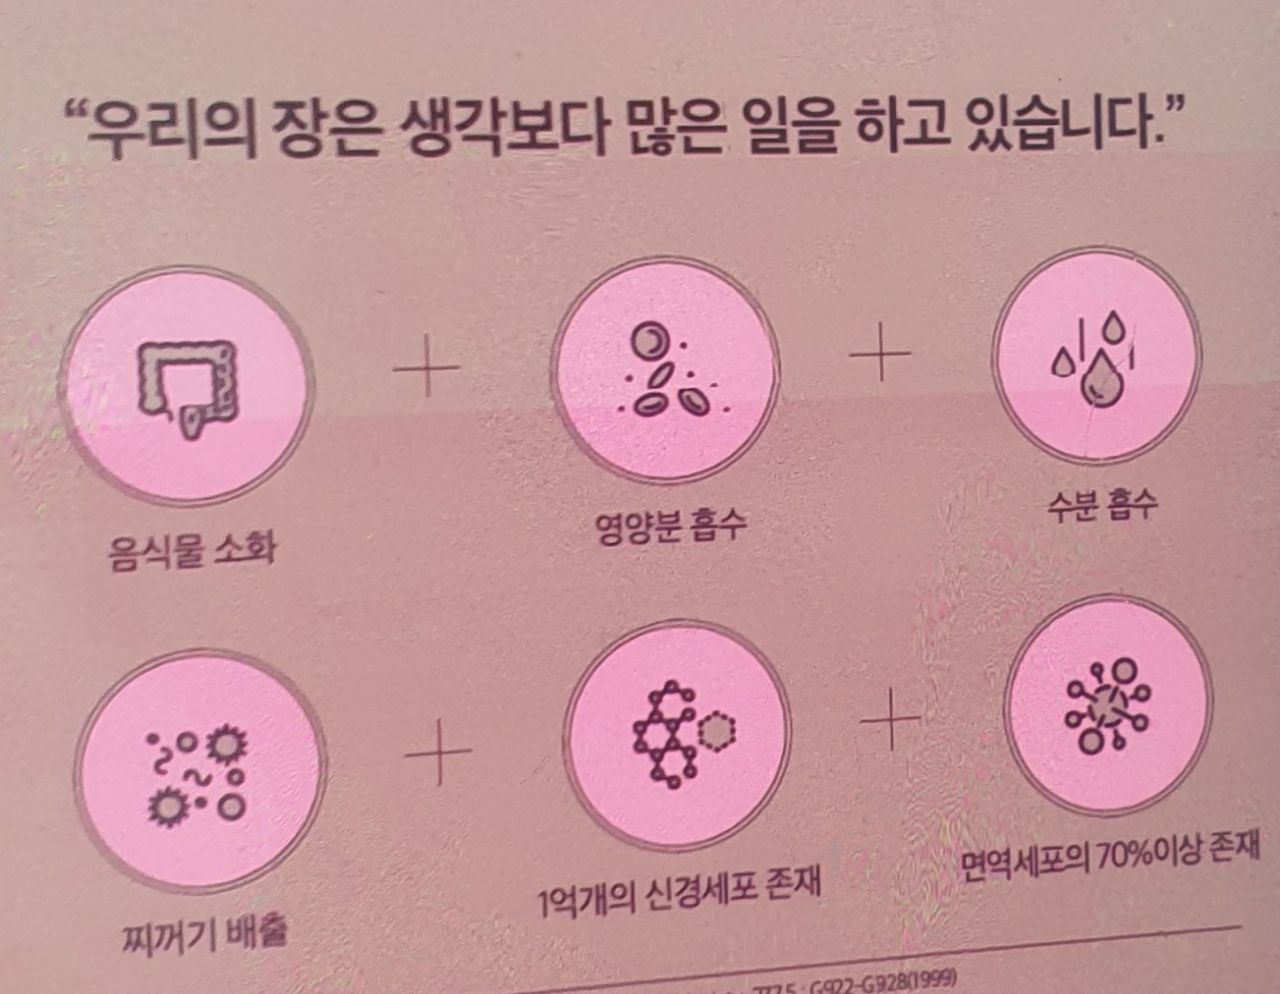 “우리의 장은 생각보다 많은 일을 하고 있습니다.”
음식물 소화
영양분 흡수
수분 흡수
찌꺼기 배출
1억개의 신경세포 존재
면역세포의 70%이상 존재
277.5 : G922-G928(1999)